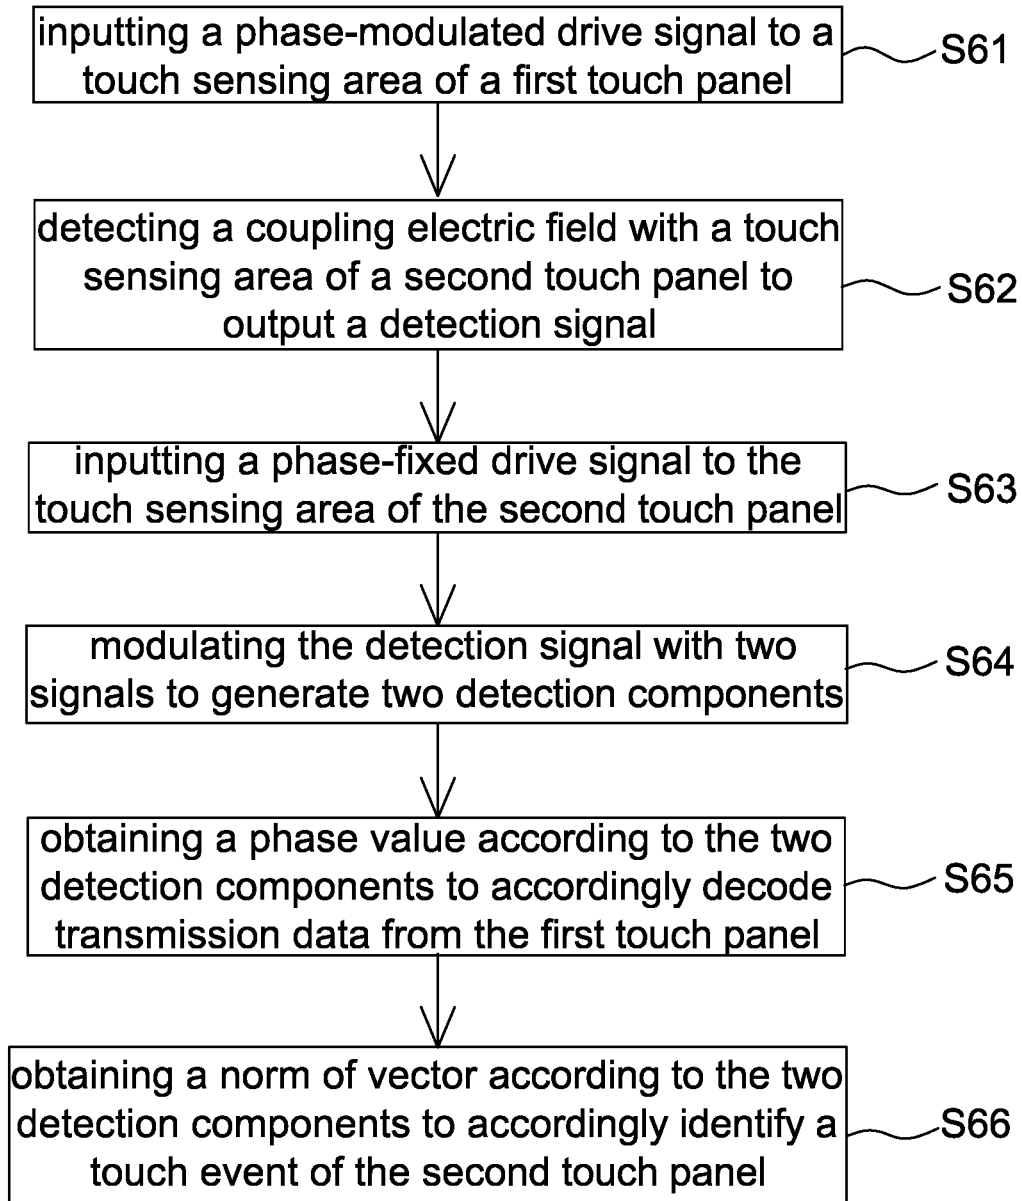 inputting a phase-modulated drive signal to a
touch sensing area of a first touch panel
S61
detecting a coupling electric field with a touch
sensing area of a second touch panel to
output a detection signal
S62
inputting a phase-fixed drive signal to the
touch sensing area of the second touch panel
S63
modulating the detection signal with two
signals to generate two detection components
S64
obtaining a phase value according to the two
detection components to accordingly decode
transmission data from the first touch panel
S65
obtaining a norm of vector according to the two
detection components to accordingly identify a
touch event of the second touch panel
S66